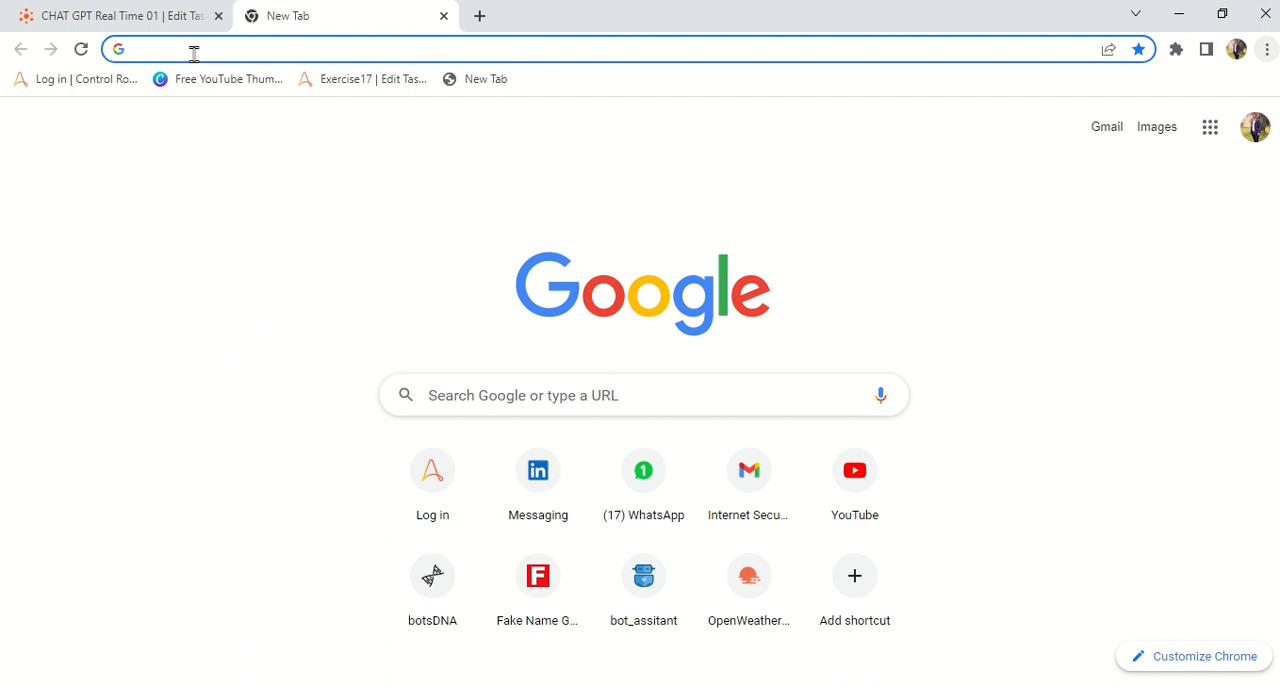 CHAT GPT Real Time 01 | Edit Tas
New Tab
Log in | Control Ro...
Free YouTube Thum...
Exercise17 | Edit Tas...
New Tab
Gmail
Images
Google
Search Google or type a URL
1
Log in
Messaging
(17) WhatsApp
Internet Secu...
YouTube
botsDNA
Fake Name G...
bot_assitant
OpenWeather...
Add shortcut
Customize Chrome